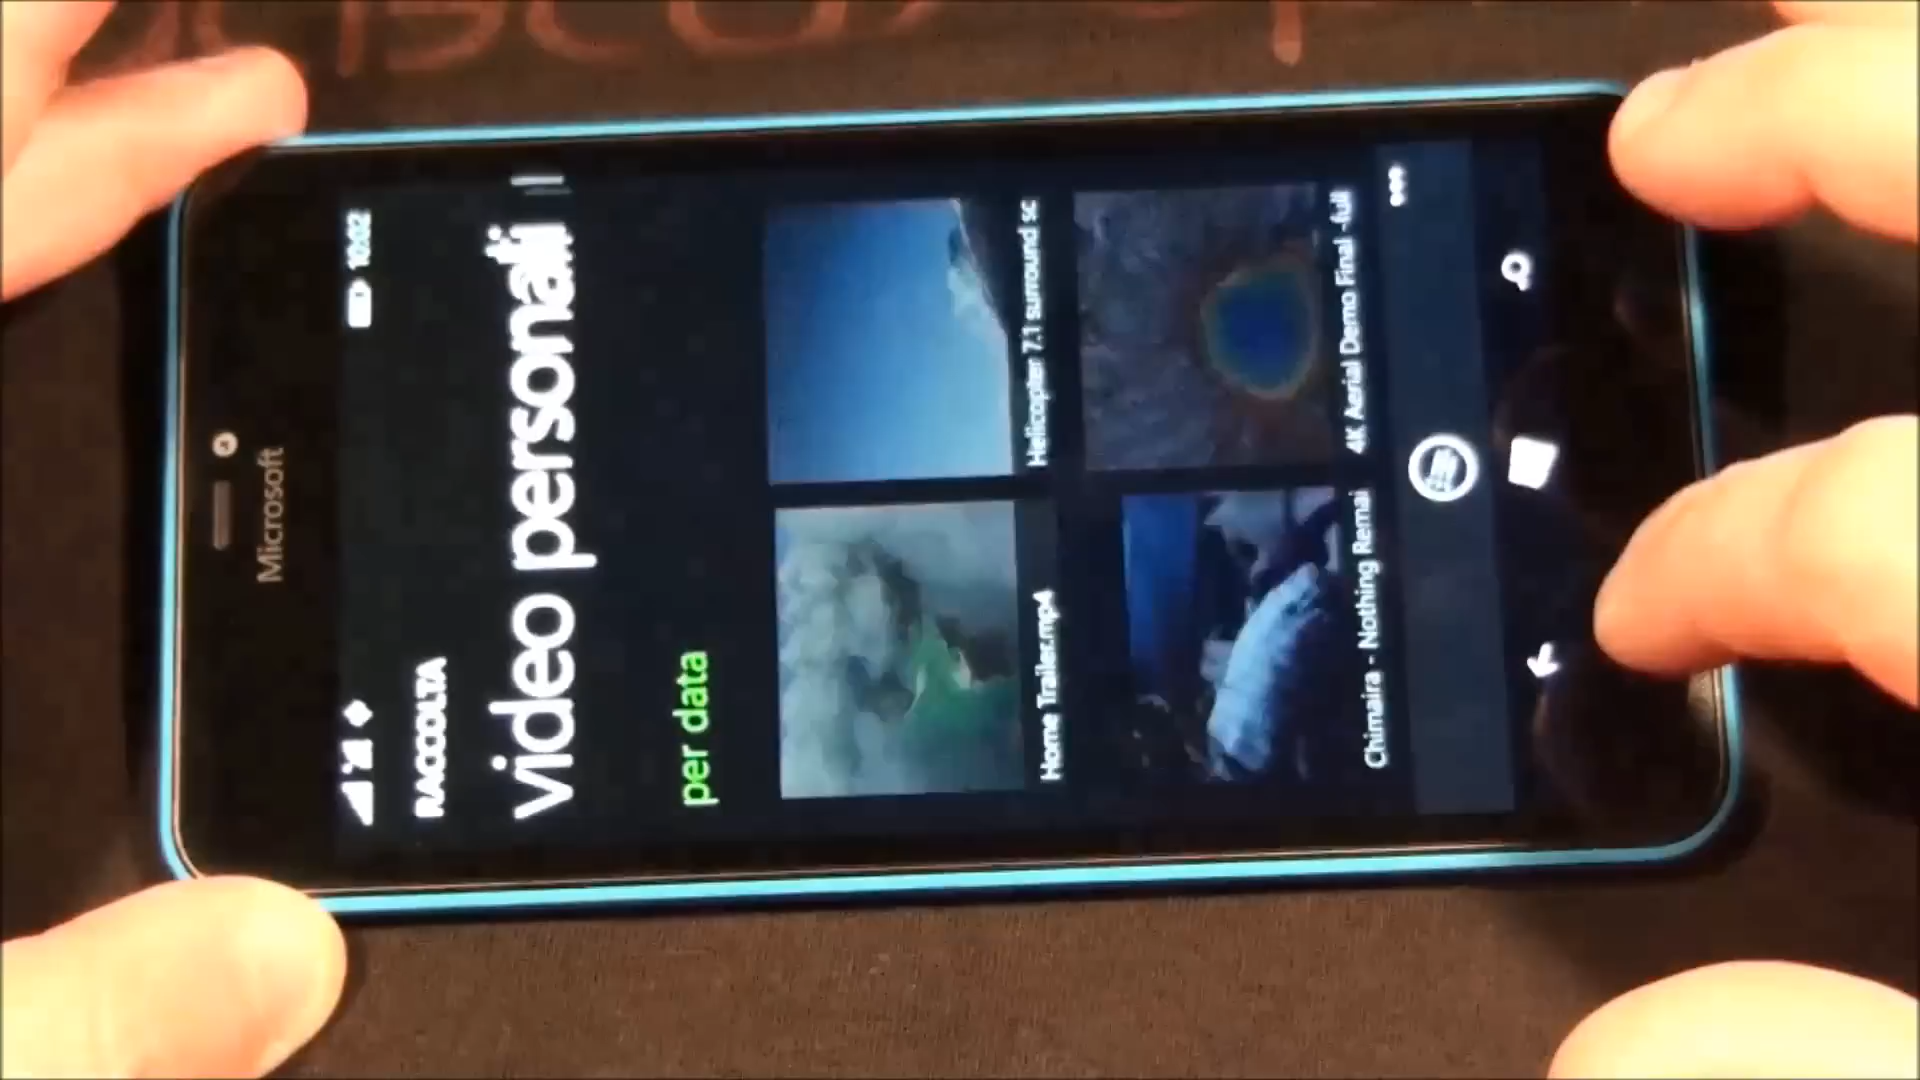 Microsoft
10:02
RACCOLTA
video personali
per data
Home Trailer.mp4
Helicopter 7.1 surround sc
Chimaira - Nothing Remai
4K Aerial Demo Final -full